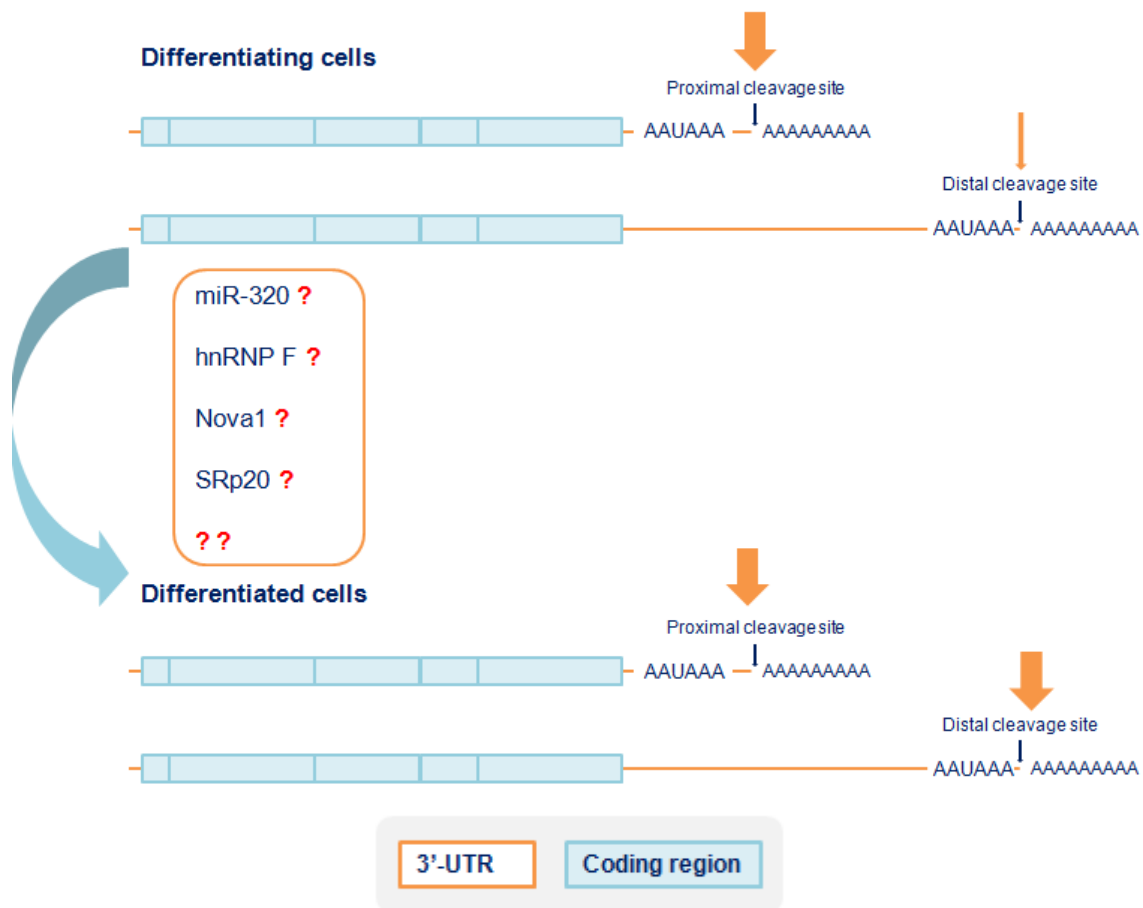 Differentiating cells
Proximal cleavage site
AAUAAA AAAAAAAAA
Distal cleavage site
AAUAAA AAAAAAAAA
miR-320 ?
hnRNP F ?
Nova1 ?
SRp20 ?
? ?
Differentiated cells
Proximal cleavage site
AAUAAA AAAAAAAAA
Distal cleavage site
AAUAAA AAAAAAAAA
3’-UTR
Coding region